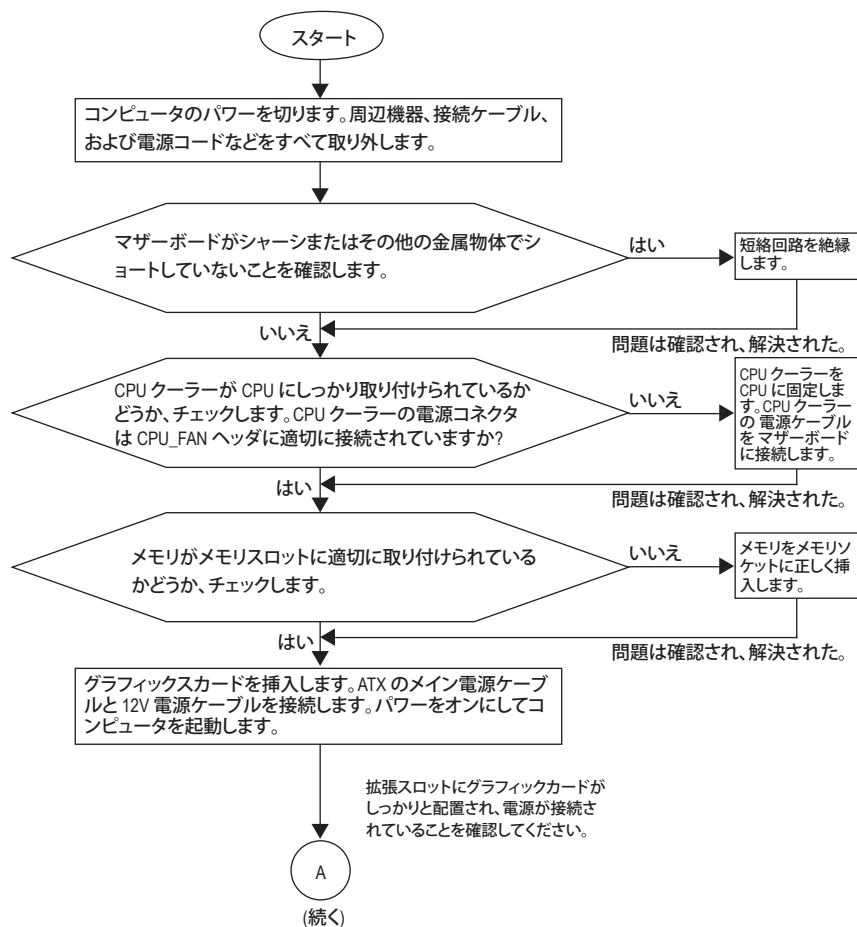 スタート
コンピュータのパワーを切ります。周辺機器、接続ケーブル、
および電源コードなどをすべて取り外します。
マザーボードがシャーシまたはその他の金属物体でシ
ョートしていないことを確認します。
はい
短絡回路を絶縁
します。
いいえ
問題は確認され、解決された。
CPU クーラーが CPU にしっかり取り付けられているか
どうか、チェックします。CPU クーラーの電源コネクタ
は CPU_FAN ヘッダに適切に接続されていますか?
いいえ
CPU クーラーを
CPU に固定しま
す。CPU クーラー
の 電源ケーブル
を マザーボード
に接続します。
はい
問題は確認され、解決された。
メモリがメモリスロットに適切に取り付けられている
かどうか、チェックします。
いいえ
メモリをメモリソ
ケットに正しく挿
入します。
はい
問題は確認され、解決された。
グラフィックスカードを挿入します。ATX のメイン電源ケーブ
ルと 12V 電源ケーブルを接続します。パワーをオンにしてコ
ンピュータを起動します。
拡張スロットにグラフィックカードが
しっかりと配置され、電源が接続さ
れていることを確認してください。
A
(続く)